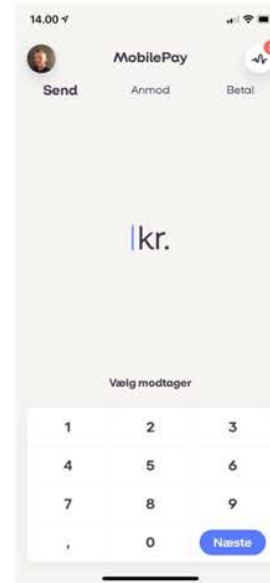 14.00
MobilePay
Send Anmod Betal
kr.
Vælg modtager
1 2 3
4 5 6
7 8 9
, 0 Næste